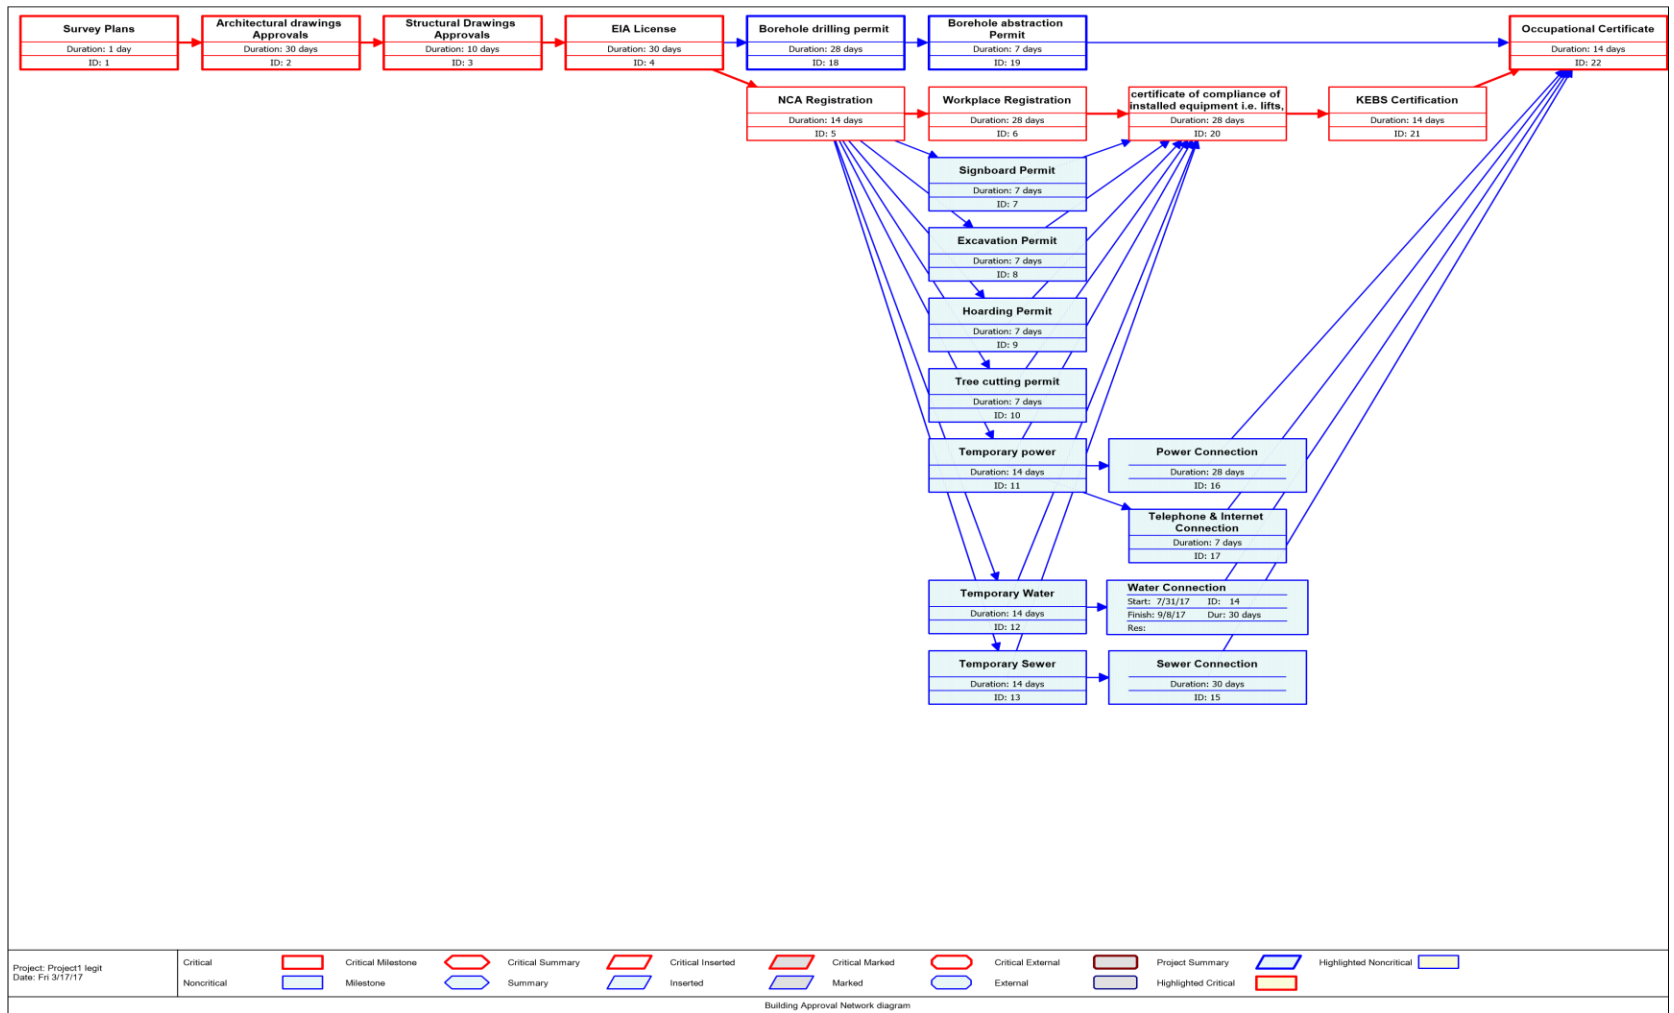 Survey Plans
Duration: 1 day
ID: 1
Architectural drawings
Approvals
Duration: 30 days
ID: 2
Structural Drawings
Approvals
Duration: 10 days
ID: 3
EIA License
Duration: 30 days
ID: 4
Borehole drilling permit
Duration: 28 days
ID: 18
Borehole abstraction
Permit
Duration: 7 days
ID: 19
Occupational Certificate
Duration: 14 days
ID: 22
NCA Registration
Duration: 14 days
ID: 5
Workplace Registration
Duration: 28 days
ID: 6
certificate of compliance of
installed equipment i.e. lifts,
Duration: 28 days
ID: 20
KEBS Certification
Duration: 14 days
ID: 21
Signboard Permit
Duration: 7 days
ID: 7
Excavation Permit
Duration: 7 days
ID: 8
Hoarding Permit
Duration: 7 days
ID: 9
Tree cutting permit
Duration: 7 days
ID: 10
Temporary power
Duration: 14 days
ID: 11
Power Connection
Duration: 28 days
ID: 16
Telephone & Internet
Connection
Duration: 7 days
ID: 17
Temporary Water
Duration: 14 days
ID: 12
Water Connection
Start: 7/31/17 ID: 14
Finish: 9/8/17 Dur: 30 days
Res:
Temporary Sewer
Duration: 14 days
ID: 13
Sewer Connection
Duration: 30 days
ID: 15
Project: Project1 legit
Date: Fri 3/17/17
Critical
Critical Milestone
Critical Summary
Critical Inserted
Critical Marked
Critical External
Project Summary
Highlighted Noncritical
Noncritical
Milestone
Summary
Inserted
Marked
External
Highlighted Critical
Building Approval Network diagram